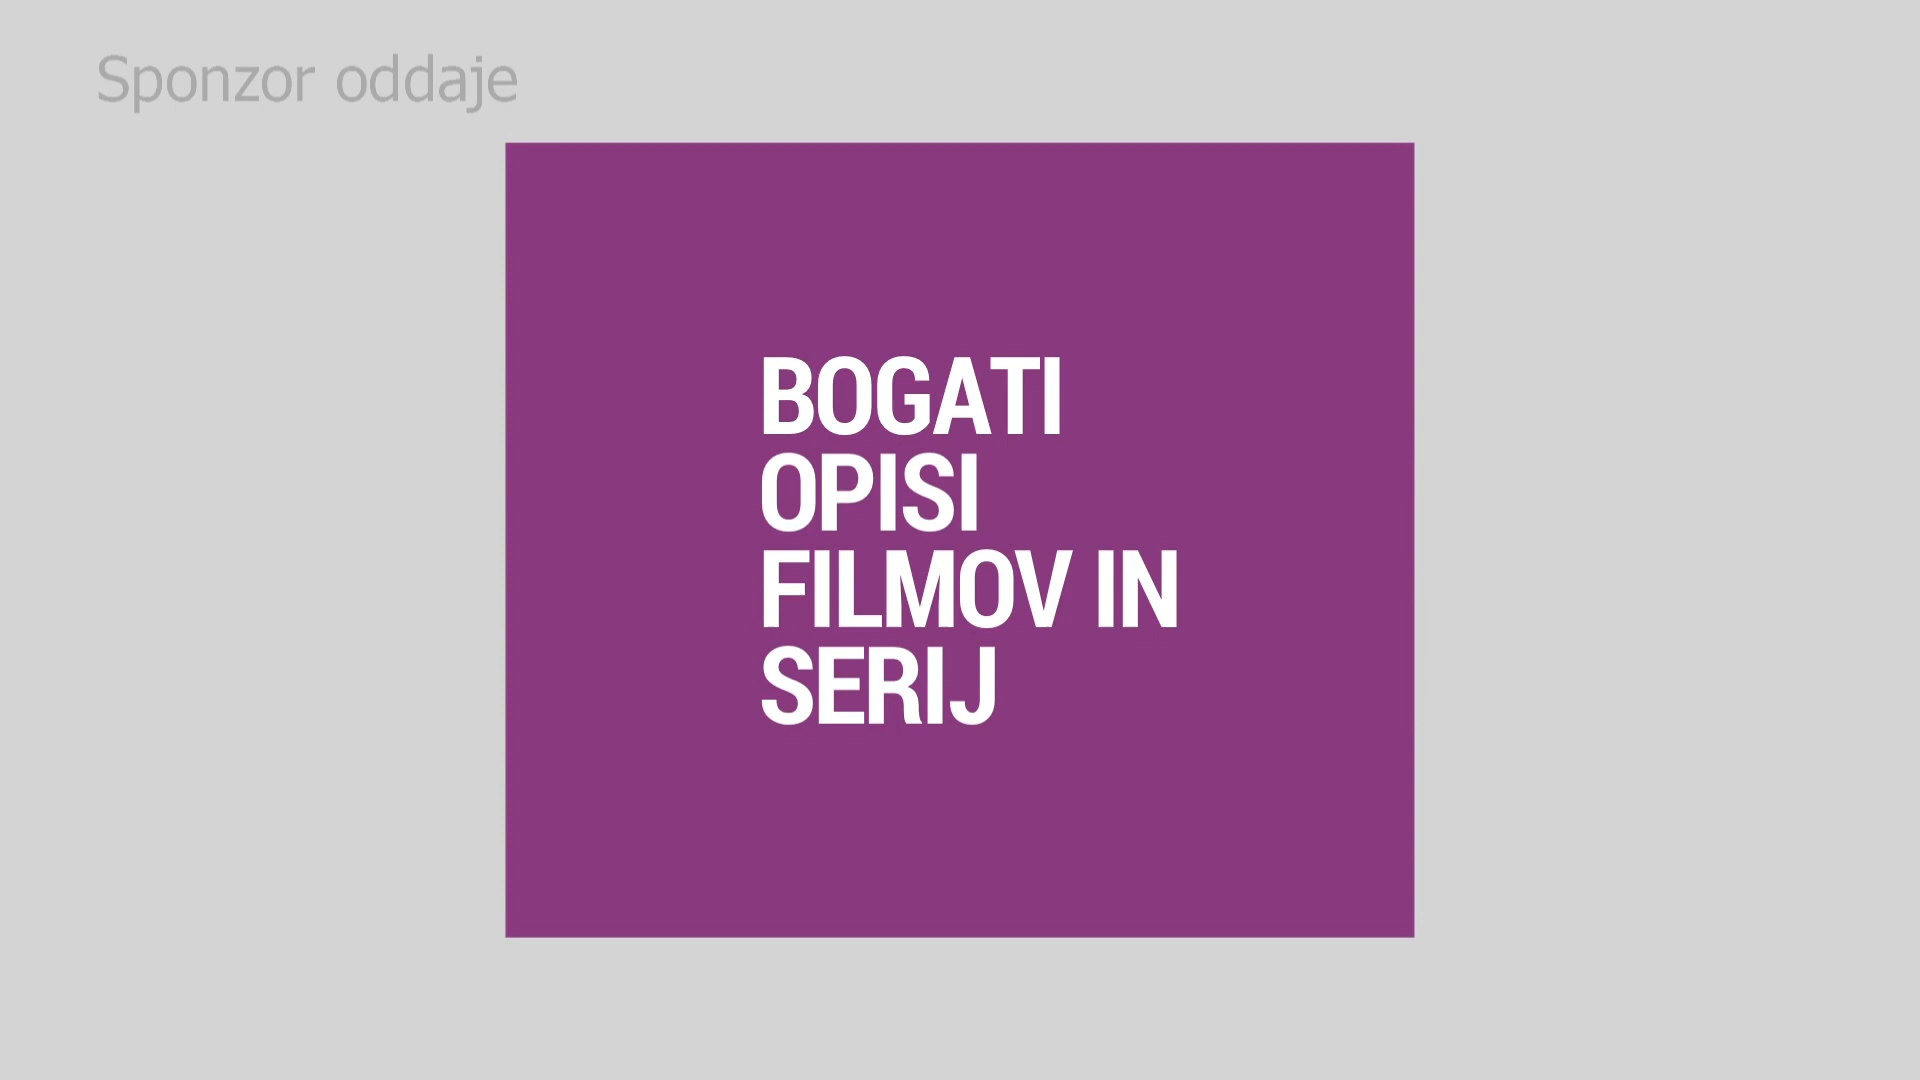 Sponzor oddaje
BOGATI
OPISI
FILMOV IN
SERIJ